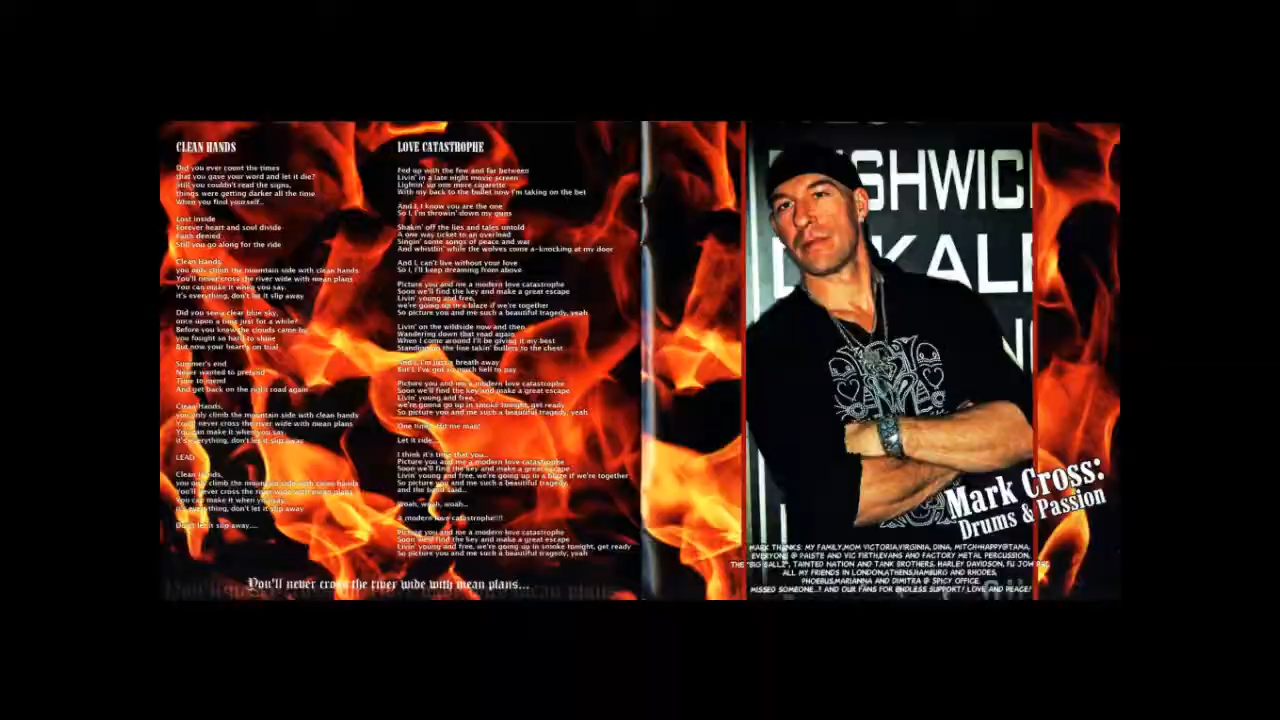 CLEAN HANDS
Did you ever count the times
that you gave your word and let it die?
Still you couldn't read the signs,
things were getting darker all the time
When you find yourself..
Lost inside
Forever heart and soul divide
Faith denied
Still you go along for the ride
Clean Hands,
you only climb the mountain side with clean hands
You'll never cross the river wide with mean plans
You can make it when you say,
it's everything, don't let it slip away
Did you see a clear blue sky,
once upon a time just for a while?
Before you knew the clouds came in,
you fought so hard to shine
But now your heart's on trial
Summer's end
Never wanted to pretend
Time to mend
And get back on the right road again
Clean Hands,
you only climb the mountain side with clean hands
You'll never cross the river wide with mean plans
You can make it when you say,
it's everything, don't let it slip away
LEAD
Clean Hands,
you only climb the mountain side with clean hands
You'll never cross the river wide with mean plans
You can make it when you say,
it's everything, don't let it slip away
Don't let it slip away....
LOVE CATASTROPHE
Fed up with the few and far between
Livin' in a late night movie screen
Lightin' up one more cigarette
With my back to the bullet now I'm taking on the bet
And I, I know you are the one
So I, I'm throwin' down my guns
Shakin' off the lies and tales untold
A one way ticket to an overload
Singin' some songs of peace and war
And whistlin' while the wolves come a-knocking at my door
And I, can't live without your love
So I, I'll keep dreaming from above
Picture you and me a modern love catastrophe
Soon we'll find the key and make a great escape
Livin' young and free,
we're going up in a blaze if we're together
So picture you and me such a beautiful tragedy, yeah
Livin' on the wildside now and then
Wandering down that road again
When I come around I'll be giving it my best
Standing in the line takin' bullets to the chest
And I, I'm just a breath away
But I, I've got so much hell to pay
Picture you and me a modern love catastrophe
Soon we'll find the key and make a great escape
Livin' young and free,
we're gonna go up in smoke tonight, get ready
So picture you and me such a beautiful tragedy, yeah
One time, hit me man!
Let it ride....
I think it's time that you...
Picture you and me a modern love catastrophe
Soon we'll find the key and make a great escape
Livin' young and free, we're going up in a blaze if we're together
So picture you and me such a beautiful tragedy,
and the band said...
woah, woah, woah...
a modern love catastrophe!!!!
Picture you and me a modern love catastrophe
Soon we'll find the key and make a great escape
Livin' young and free, we're going up in smoke tonight, get ready
So picture you and me such a beautiful tragedy, yeah
You'll never cross the river wide with mean plans...
SHWIC
KALB
Mark Cross:
Drums & Passion
MARK THANKS: MY FAMILY,MOM VICTORIA,VIRGINIA, DINA, MITCH+HAPPY@TAMA,
EVERYONE @ PAISTE AND VIC FIRTH,EVANS AND FACTORY METAL PERCUSSION,
THE "BIG BALLZ", TAINTED NATION AND TANK BROTHERS, HARLEY DAVIDSON, FU JOW PAI,
ALL MY FRIENDS IN LONDON,ATHENS,HAMBURG AND RHODES,
PHOEBUS,MARIANNA AND DIMITRA @ SPICY OFFICE.
MISSED SOMEONE...!! AND OUR FANS FOR ENDLESS SUPPORT! LOVE AND PEACE!